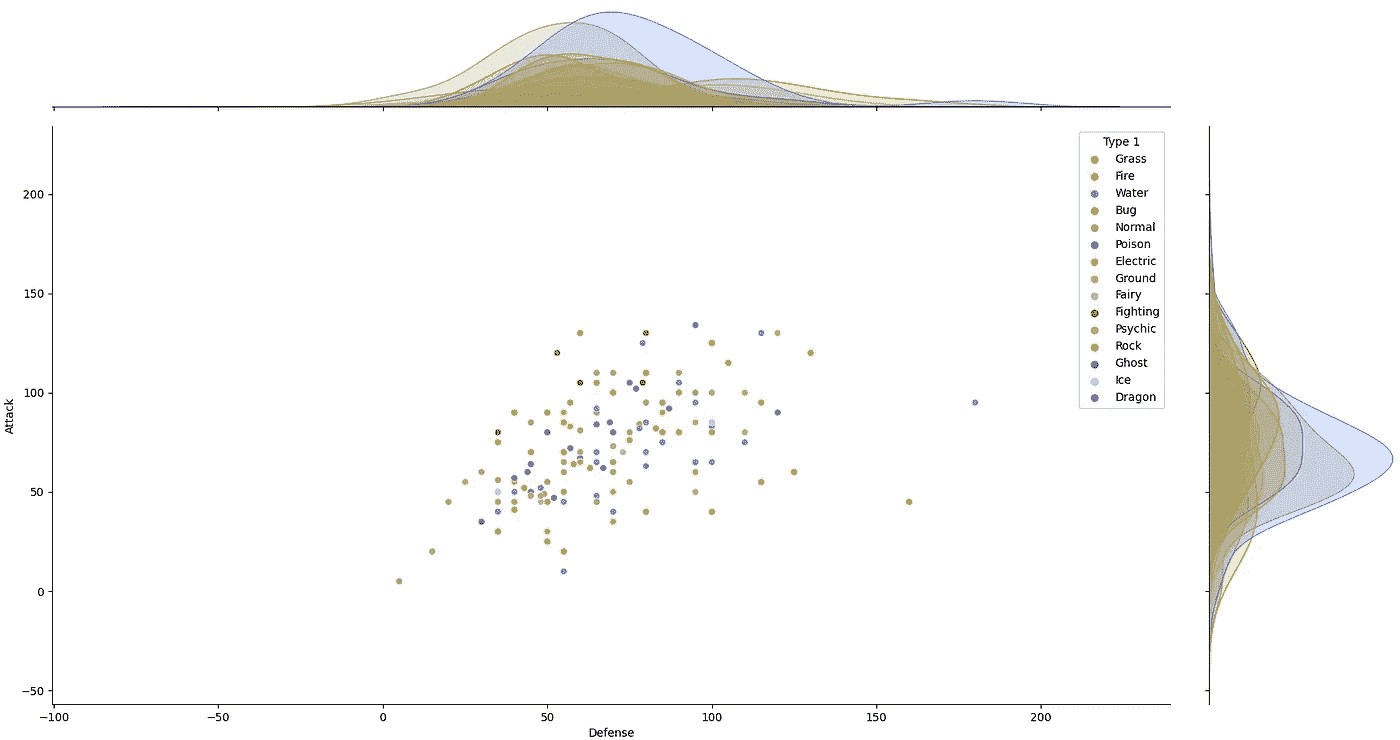 Type 1
Grass
Fire
Water
Bug
Normal
Poison
Electric
Ground
Fairy
Fighting
Psychic
Rock
Ghost
Ice
Dragon
200
150
100
50
0
−50
Attack
−100
−50
0
50
100
150
200
Defense